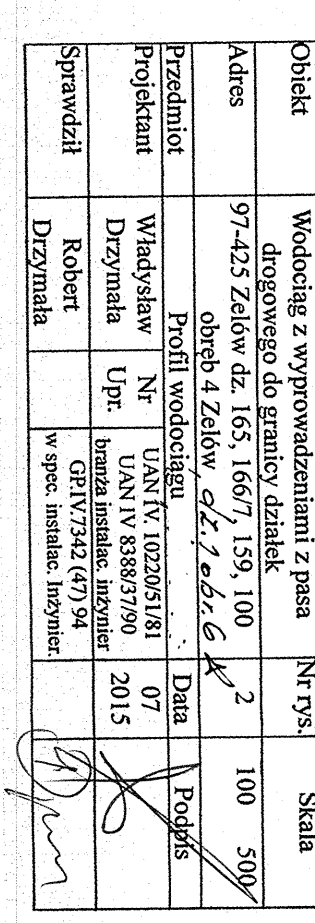 Obiekt Wodociąg z wyprowadzeniami z pasa Nr rys. Skala
drogowego do granicy działek
Adres 97-425 Zelów dz. 165, 166/7, 159, 100 2 100 500
obręb 4 Zelów, dz. 1 obr. 6
Przedmiot Profil wodociągu Data Podpis
Projektant Władysław Nr UAN IV. 10220/51/81 07
Drzymała Upr. UAN IV 8388/37/90 2015
branża instalac. inżynier
Sprawdził Robert GP.IV.7342 (47) 94
Drzymała w spec. instalac. Inżynier.